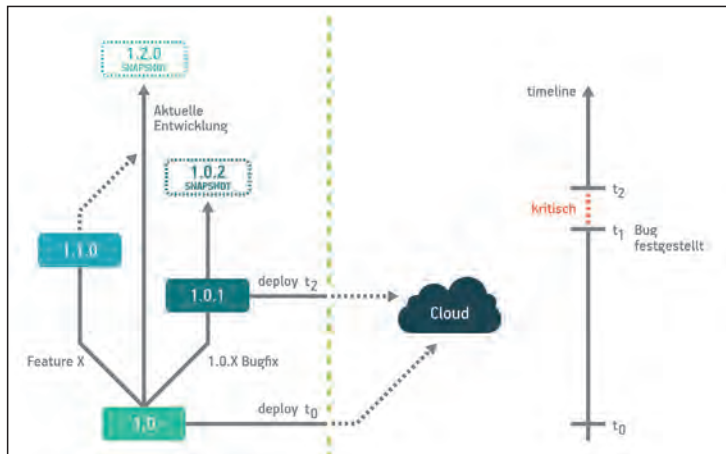 1.2.0
SNAPSHOT
Aktuelle
Entwicklung
1.0.2
SNAPSHOT
1.1.0
1.0.1
deploy t2
Feature X
1.0.X Bugfix
1.0
deploy t0
Cloud
timeline
t2
kritisch
t1 Bug
festgestellt
t0